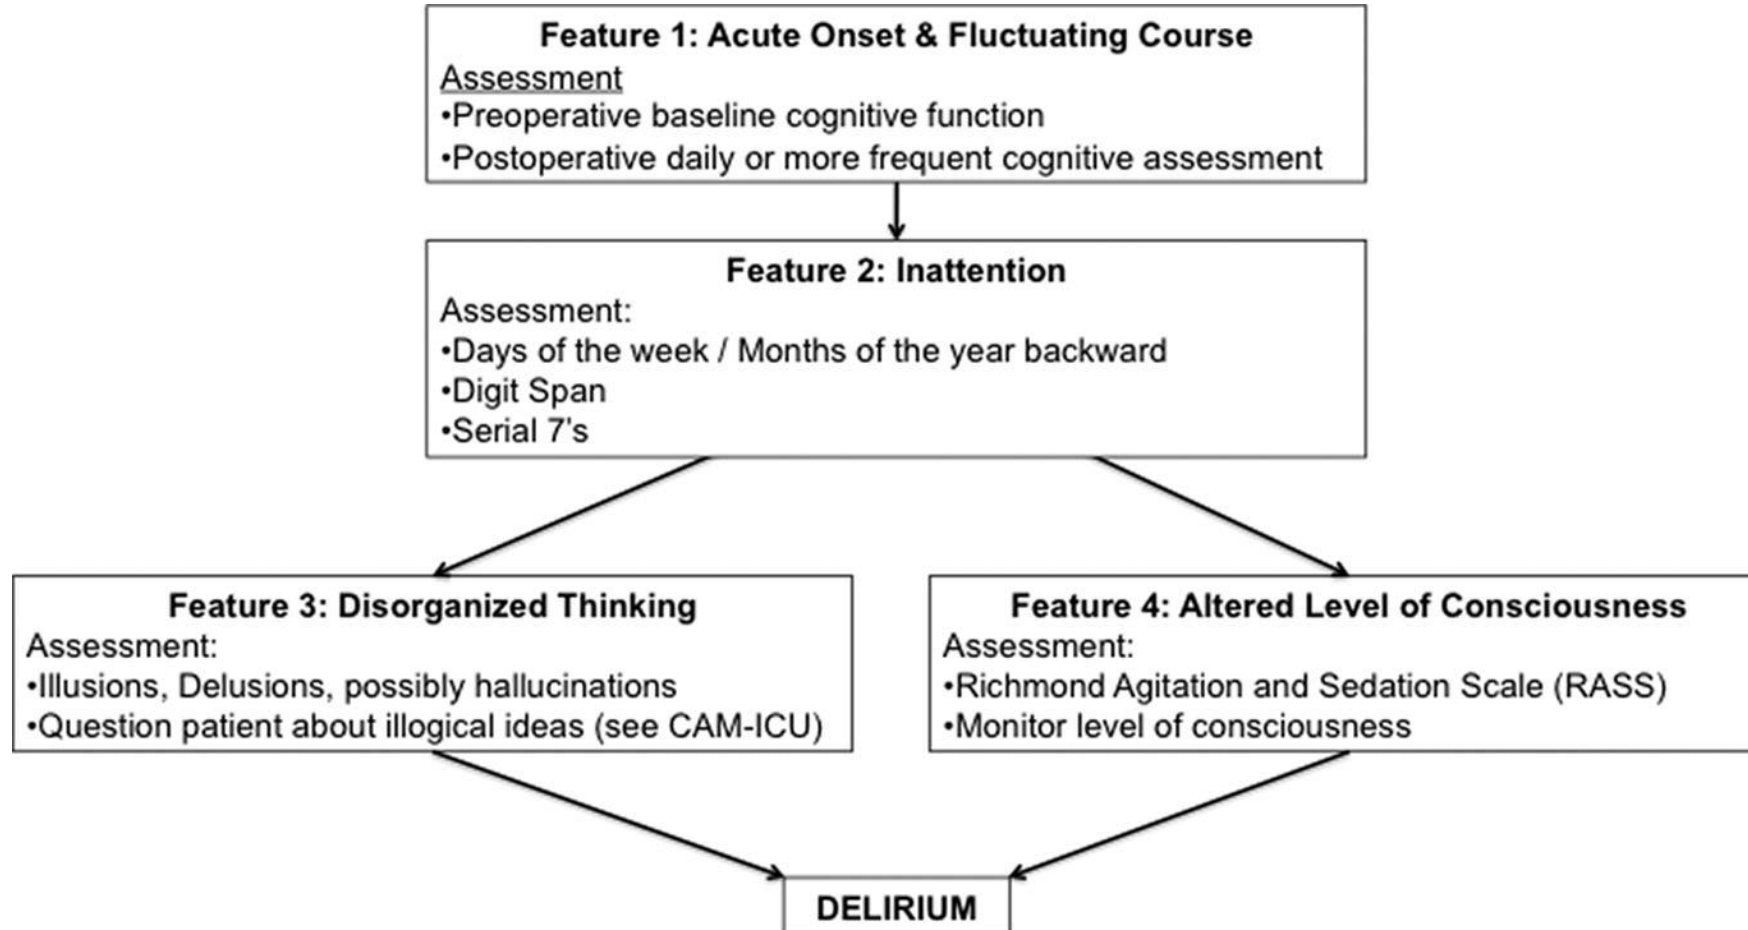 Feature 1: Acute Onset & Fluctuating Course
Assessment
•Preoperative baseline cognitive function
•Postoperative daily or more frequent cognitive assessment
Feature 2: Inattention
Assessment:
•Days of the week / Months of the year backward
•Digit Span
•Serial 7's
Feature 3: Disorganized Thinking
Assessment:
•Illusions, Delusions, possibly hallucinations
•Question patient about illogical ideas (see CAM-ICU)
Feature 4: Altered Level of Consciousness
Assessment:
•Richmond Agitation and Sedation Scale (RASS)
•Monitor level of consciousness
DELIRIUM